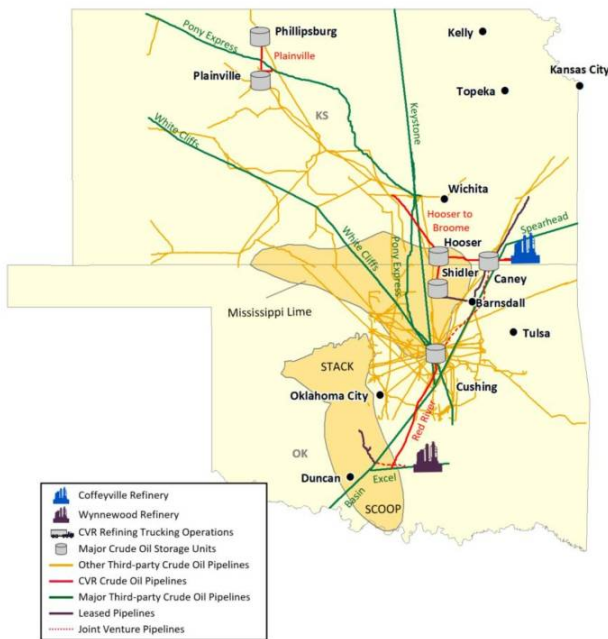 Phillipsburg
Pony Express
Plainville
Plainville
Kelly
Kansas City
Topeka
KS
Keystone
White Cliffs
Wichita
Hooser to
Broome
Spearhead
Hooser
White Cliffs
Pony Express
Shidler
Caney
Barnsdall
Mississippi Lime
Tulsa
STACK
Cushing
Oklahoma City
Red River
OK
Duncan
Excel
Basin
SCOOP
Coffeyville Refinery
Wynnewood Refinery
CVR Refining Trucking Operations
Major Crude Oil Storage Units
Other Third-party Crude Oil Pipelines
CVR Crude Oil Pipelines
Major Third-party Crude Oil Pipelines
Leased Pipelines
Joint Venture Pipelines